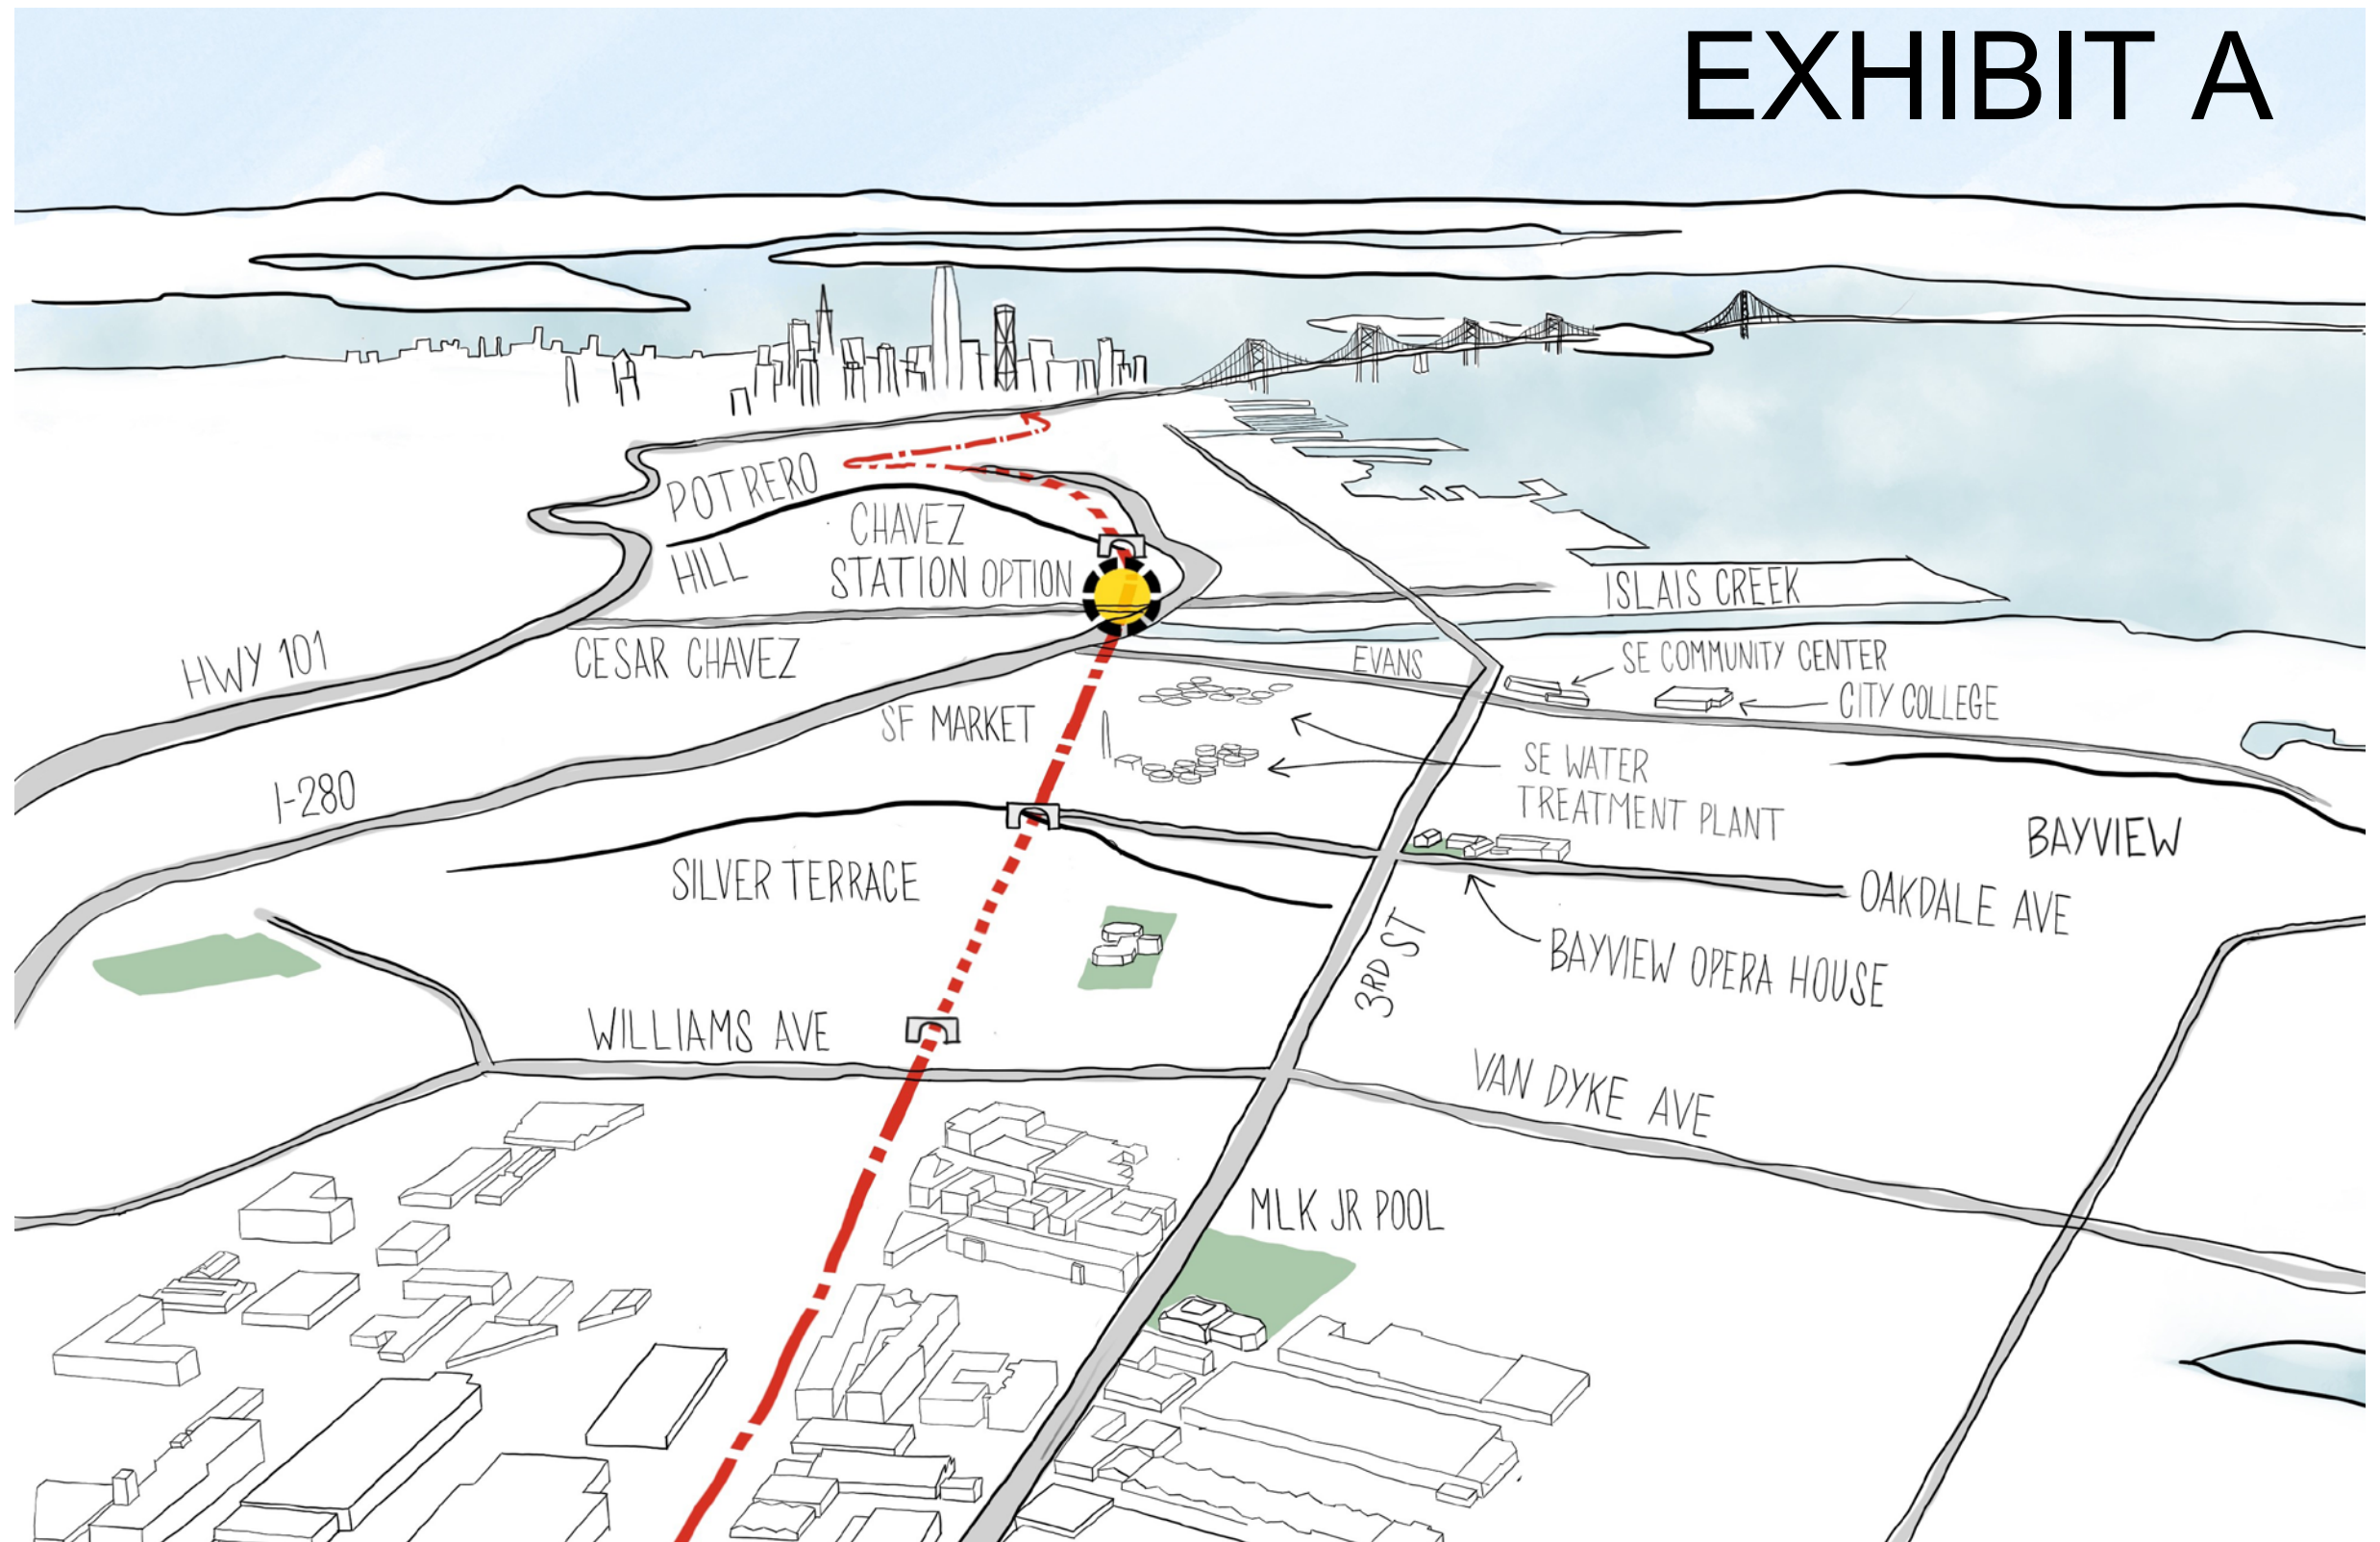 EXHIBIT A
POTRERO
HILL
CHAVEZ
STATION OPTION
ISLAIS CREEK
HWY 101
CESAR CHAVEZ
EVANS
SE COMMUNITY CENTER
CITY COLLEGE
SF MARKET
I-280
SE WATER
TREATMENT PLANT
BAYVIEW
SILVER TERRACE
OAKDALE AVE
3RD ST
BAYVIEW OPERA HOUSE
WILLIAMS AVE
VAN DYKE AVE
MLK JR POOL